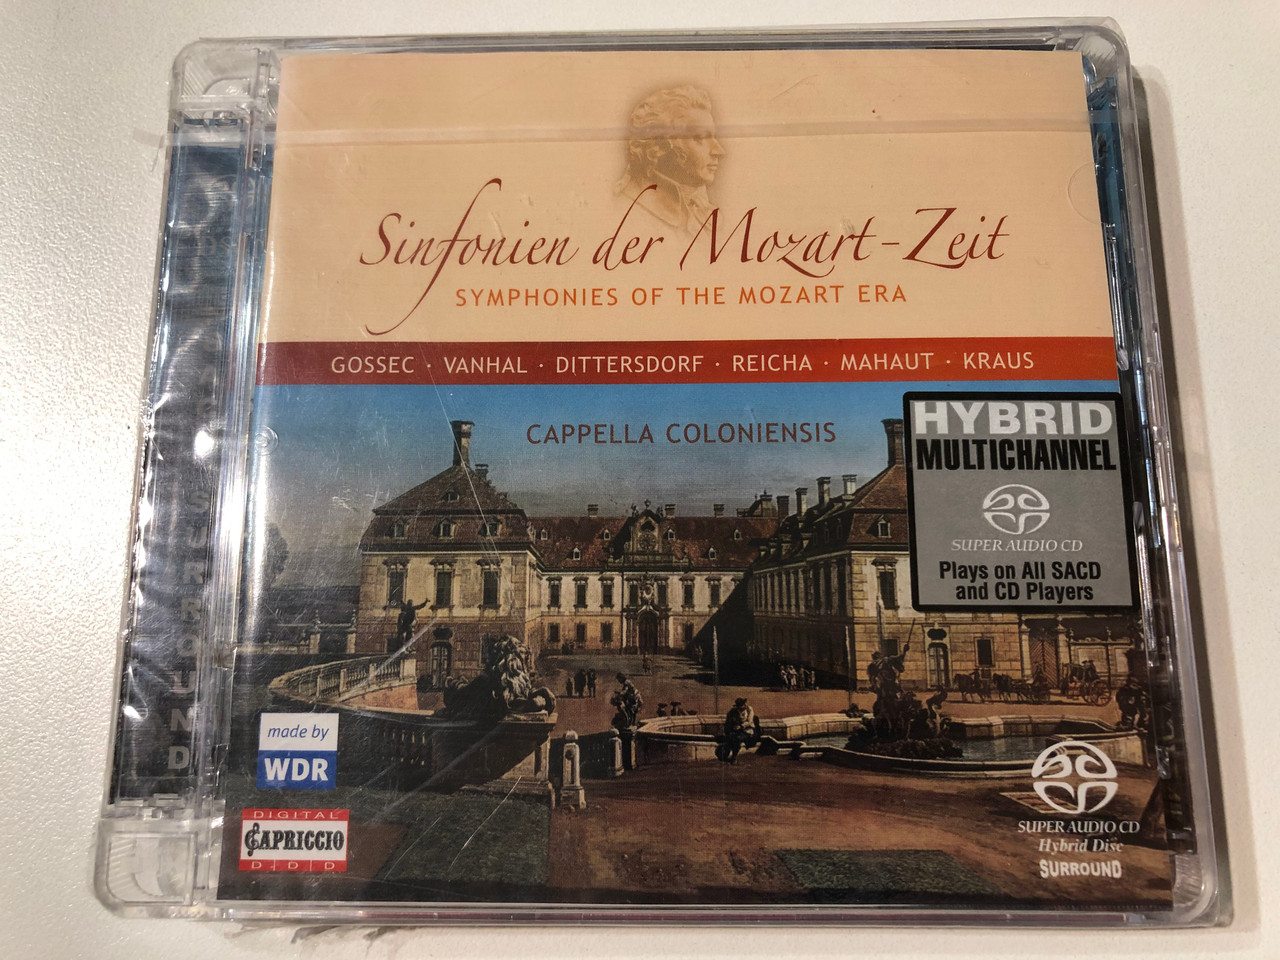 Sinfonien der Mozart-Zeit
SYMPHONIES OF THE MOZART ERA
GOSSEC · VANHAL · DITTERSDORF · REICHA · MAHAUT · KRAUS
CAPPELLA COLONIENSIS
HYBRID
MULTICHANNEL
SUPER AUDIO CD
Plays on All SACD
and CD Players
made by
WDR
DIGITAL
CAPRICCIO
D·D·D
SUPER AUDIO CD
Hybrid Disc
SURROUND
SURROUND